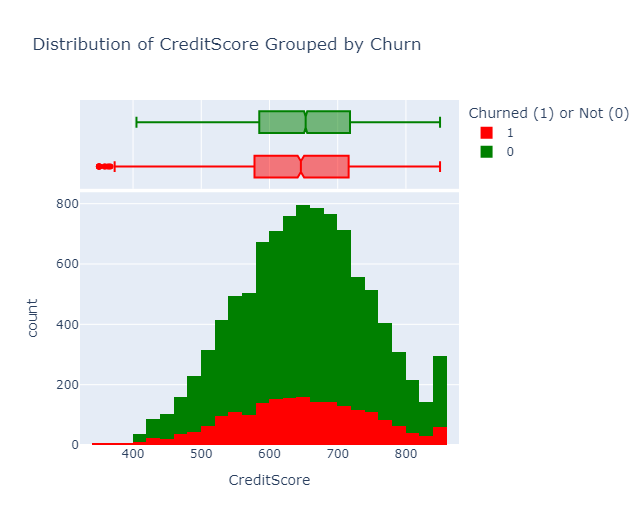 Distribution of CreditScore Grouped by Churn
Churned (1) or Not (0)
1
0
800
600
400
200
0
count
400 500 600 700 800
CreditScore